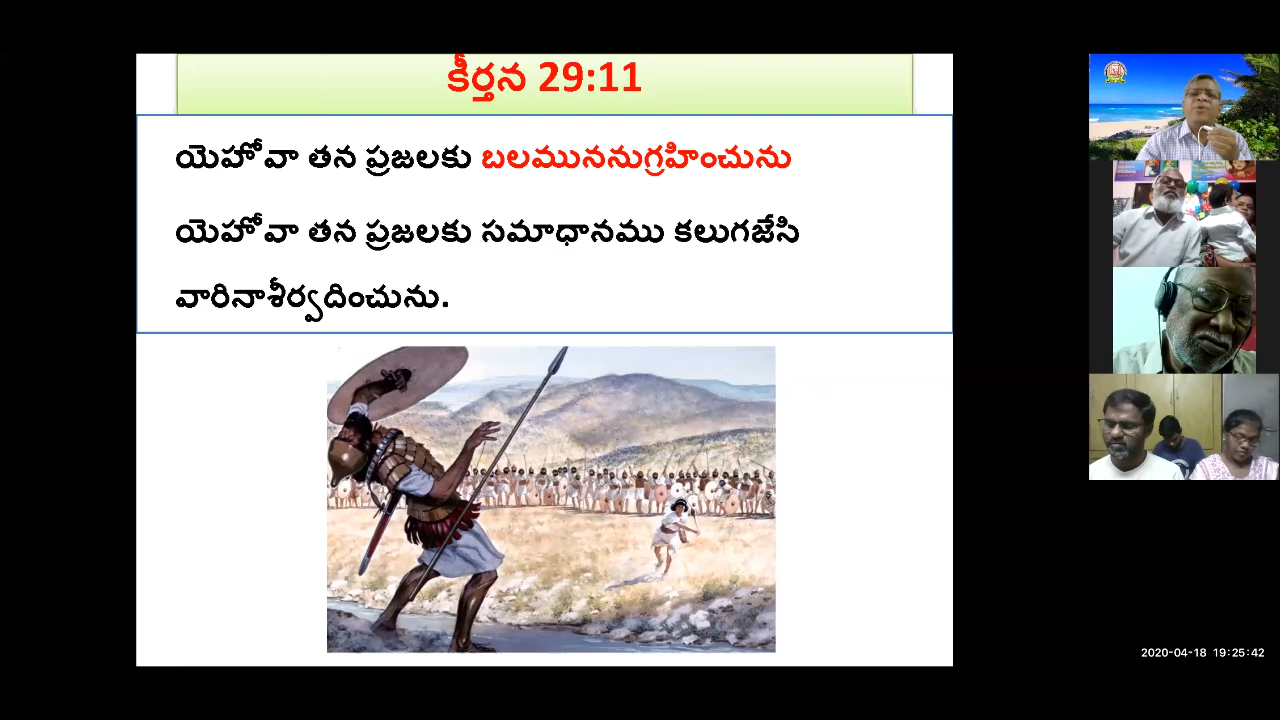 కీర్తన 29:11
యెహోవా తన ప్రజలకు బలముననుగ్రహించును
యెహోవా తన ప్రజలకు సమాధానము కలుగజేసి
వారినాశీర్వదించును.
2020-04-18 19:25:42